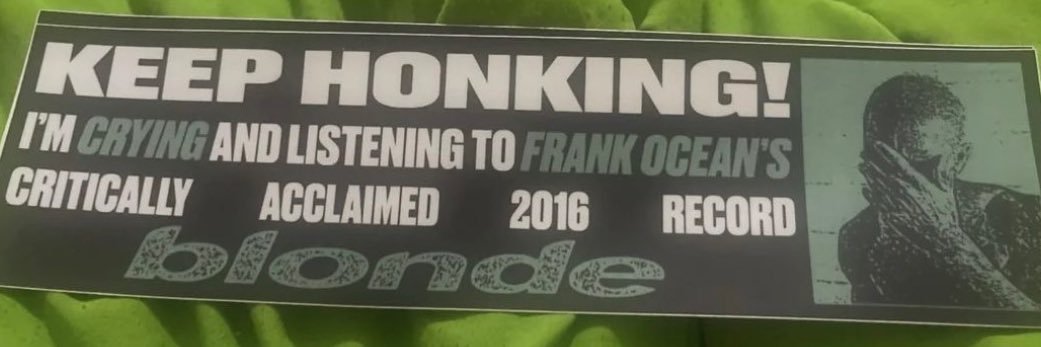 KEEP HONKING!
I'M CRYING AND LISTENING TO FRANK OCEAN'S
CRITICALLY ACCLAIMED 2016 RECORD
blonde